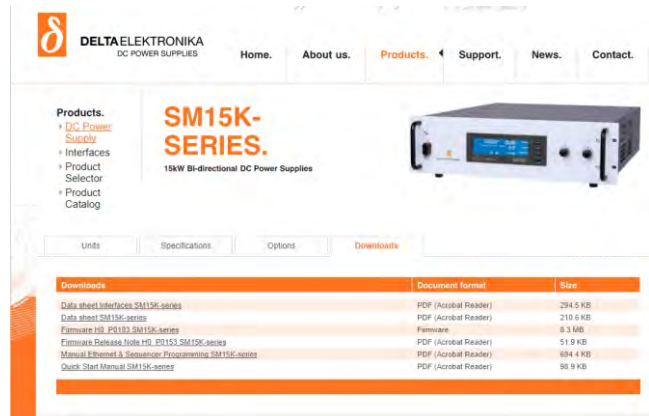 DELTA ELEKTRONIKA
DC POWER SUPPLIES
Home. About us. Products. Support. News. Contact.
Products.
DC Power
Supply
Interfaces
Product
Selector
Product
Catalog
SM15K-
SERIES.
15kW Bi-directional DC Power Supplies
Units Specifications Options Downloads
Downloads Document format Size
Data sheet Interfaces SM15K-series PDF (Acrobat Reader) 294.5 KB
Data sheet SM15K-series PDF (Acrobat Reader) 210.6 KB
Firmware H0_P0103 SM15K-series Firmware 8.3 MB
Firmware Release Note H0_P0153 SM15K-series PDF (Acrobat Reader) 51.9 KB
Manual Ethernet & Sequencer Programming SM15K-series PDF (Acrobat Reader) 684.4 KB
Quick Start Manual SM15K-series PDF (Acrobat Reader) 98.9 KB